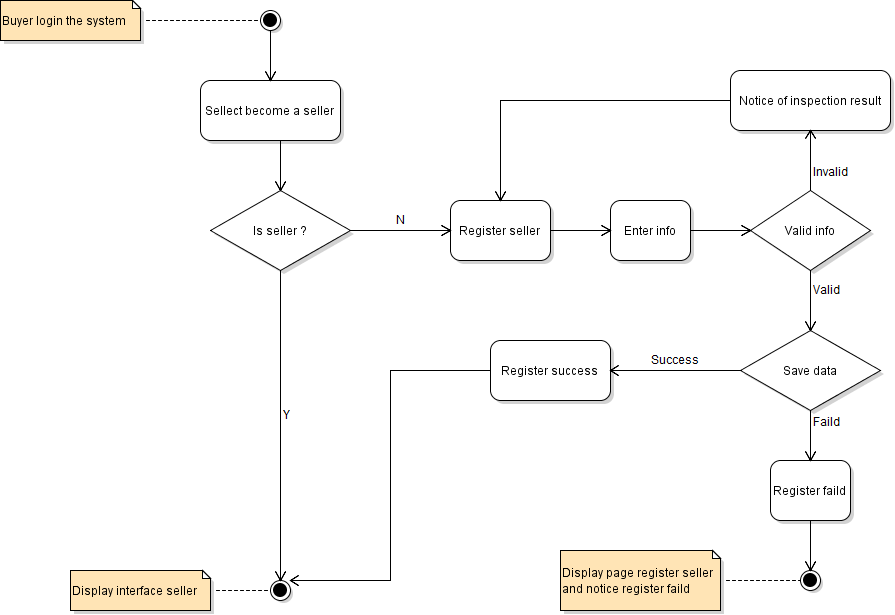 Buyer login the system
Sellect become a seller
Notice of inspection result
Invalid
Is seller ?
N
Register seller
Enter info
Valid info
Valid
Register success
Success
Save data
Y
Faild
Register faild
Display interface seller
Display page register seller
and notice register faild